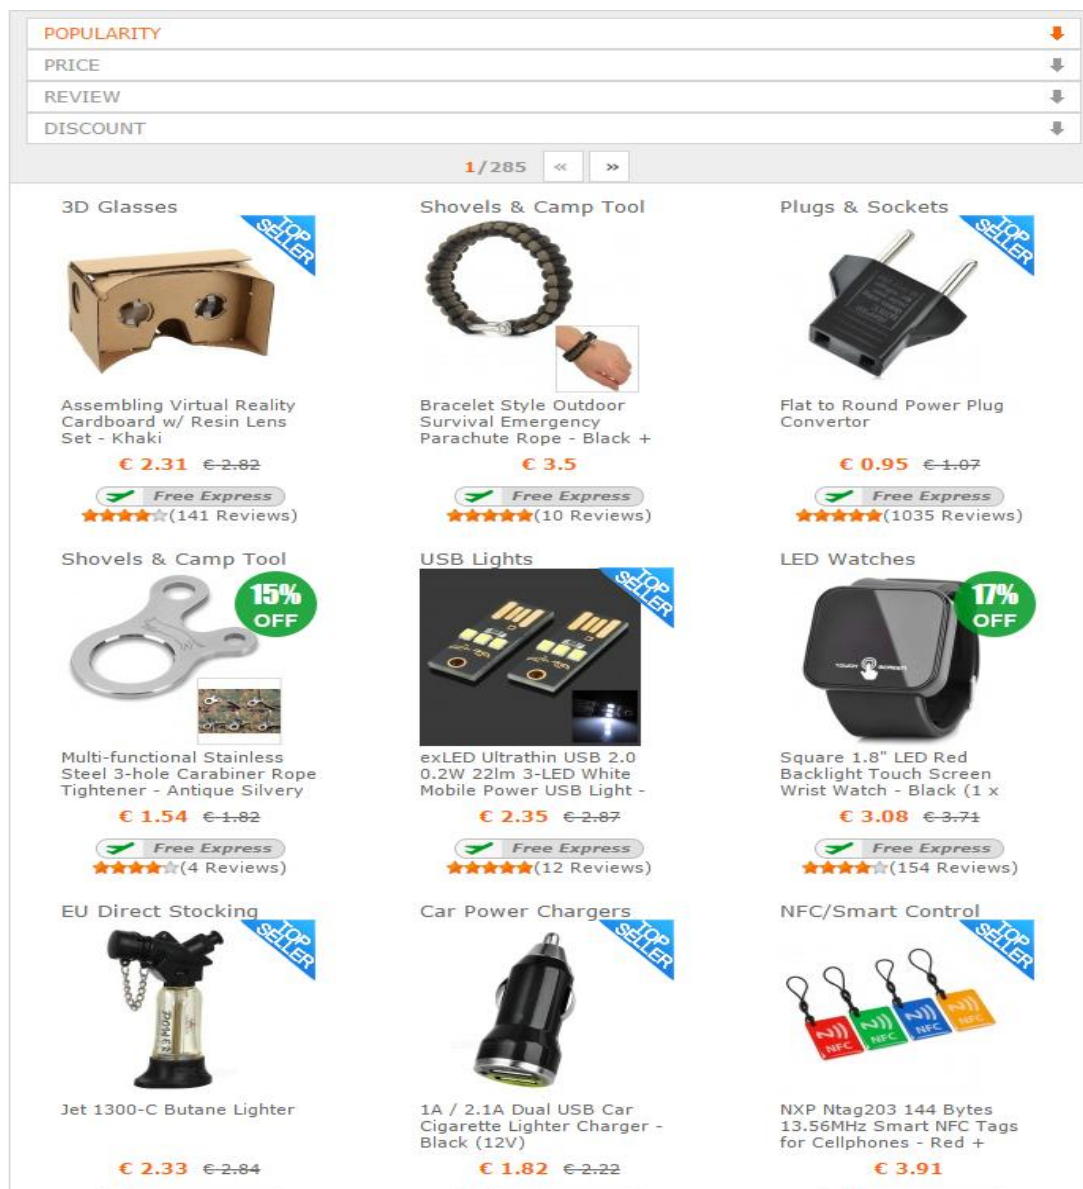 POPULARITY
PRICE
REVIEW
DISCOUNT
1/285 « »
3D Glasses
TOP
SELLER
Assembling Virtual Reality
Cardboard w/ Resin Lens
Set - Khaki
€ 2.31 € 2.82
Free Express
(141 Reviews)
Shovels & Camp Tool
Bracelet Style Outdoor
Survival Emergency
Parachute Rope - Black +
€ 3.5
Free Express
(10 Reviews)
Plugs & Sockets
TOP
SELLER
Flat to Round Power Plug
Convertor
€ 0.95 € 1.07
Free Express
(1035 Reviews)
Shovels & Camp Tool
15%
OFF
Multi-functional Stainless
Steel 3-hole Carabiner Rope
Tightener - Antique Silvery
€ 1.54 € 1.82
Free Express
(4 Reviews)
USB Lights
TOP
SELLER
exLED Ultrathin USB 2.0
0.2W 22lm 3-LED White
Mobile Power USB Light -
€ 2.35 € 2.87
Free Express
(12 Reviews)
LED Watches
17%
OFF
TOUCH SCREEN
Square 1.8" LED Red
Backlight Touch Screen
Wrist Watch - Black (1 x
€ 3.08 € 3.71
Free Express
(154 Reviews)
EU Direct Stocking
TOP
SELLER
POWER
Jet 1300-C Butane Lighter
€ 2.33 € 2.84
Car Power Chargers
TOP
SELLER
1A / 2.1A Dual USB Car
Cigarette Lighter Charger -
Black (12V)
€ 1.82 € 2.22
NFC/Smart Control
TOP
SELLER
NFC
NFC
NFC
NFC
NXP Ntag203 144 Bytes
13.56MHz Smart NFC Tags
for Cellphones - Red +
€ 3.91